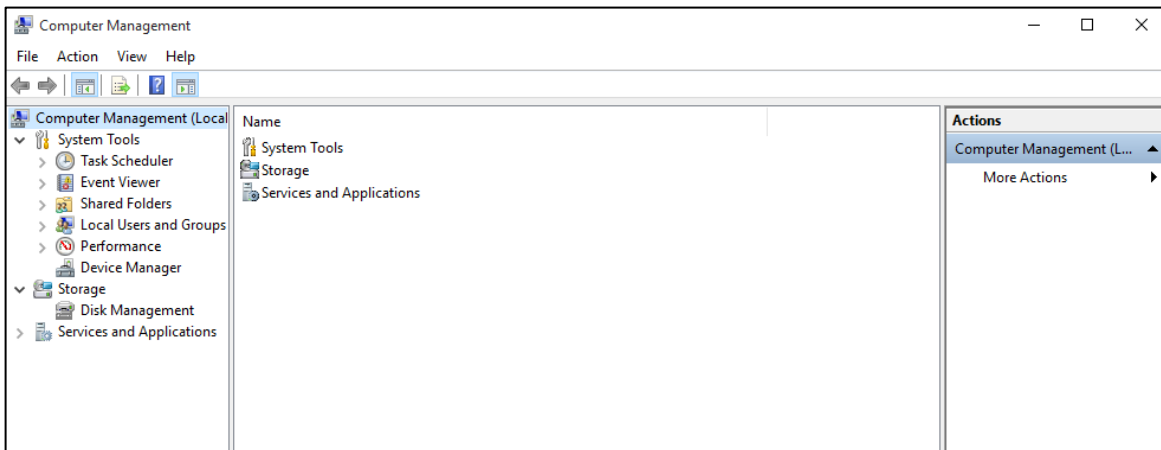 Computer Management
File Action View Help
Computer Management (Local
System Tools
Task Scheduler
Event Viewer
Shared Folders
Local Users and Groups
Performance
Device Manager
Storage
Disk Management
Services and Applications
Name
System Tools
Storage
Services and Applications
Actions
Computer Management (L...
More Actions